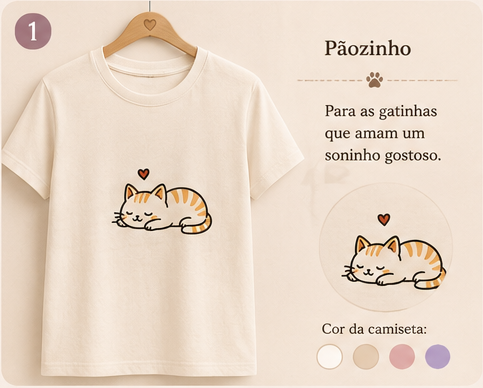 1
Pãozinho
Para as gatinhas
que amam um
soninho gostoso.
Cor da camiseta: